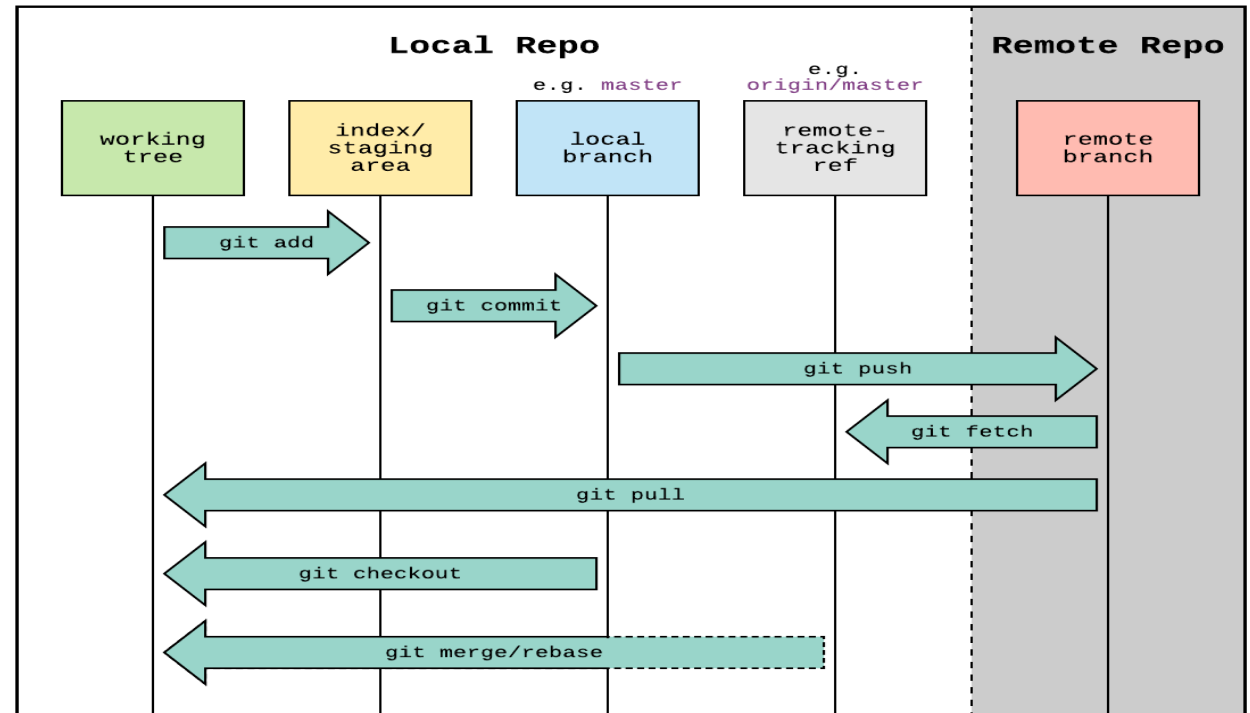 Local Repo
Remote Repo
e.g. master
e.g.
origin/master
working
tree
index/
staging
area
local
branch
remote-
tracking
ref
remote
branch
git add
git commit
git push
git fetch
git pull
git checkout
git merge/rebase